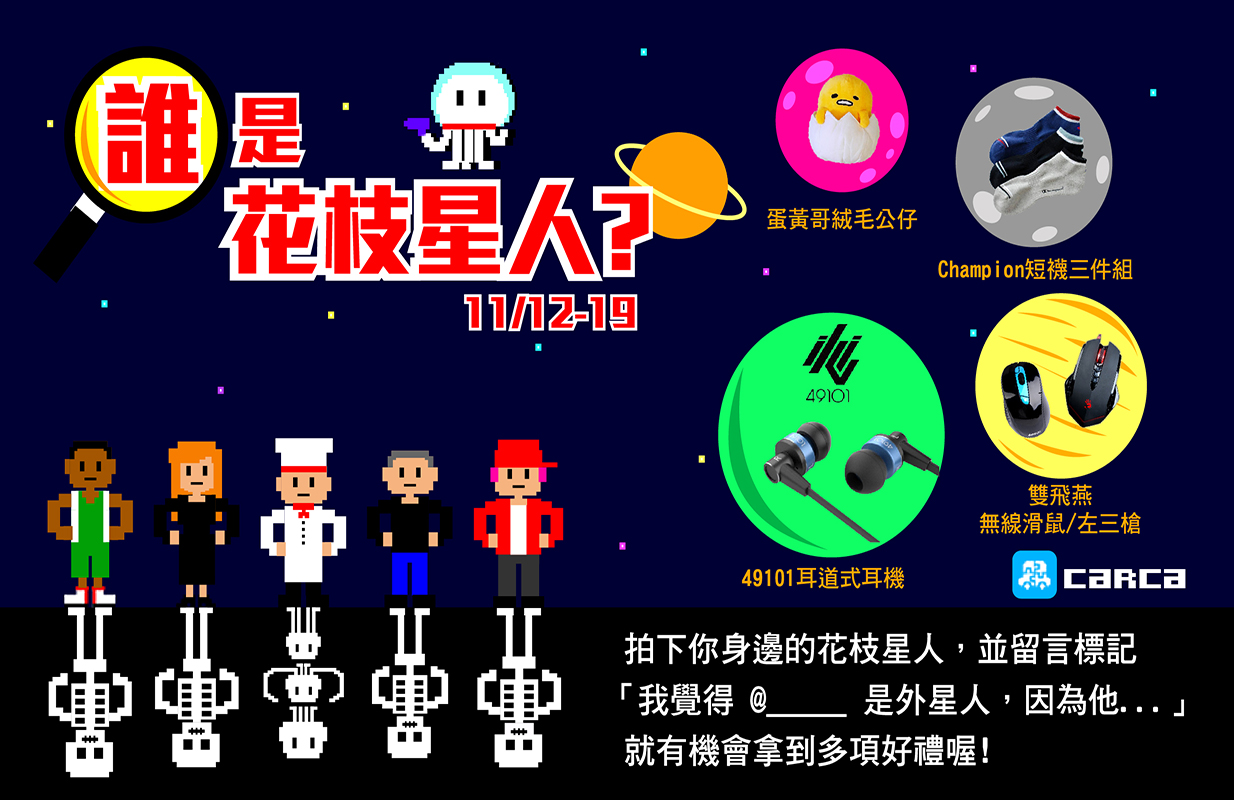 誰是
花枝星人?
11/12-19
蛋黃哥絨毛公仔
Champion短襪三件組
49101
49101耳道式耳機
雙飛燕
無線滑鼠/左三槍
CARCA
拍下你身邊的花枝星人,並留言標記
「我覺得 @_____ 是外星人,因為他...」
就有機會拿到多項好禮喔!